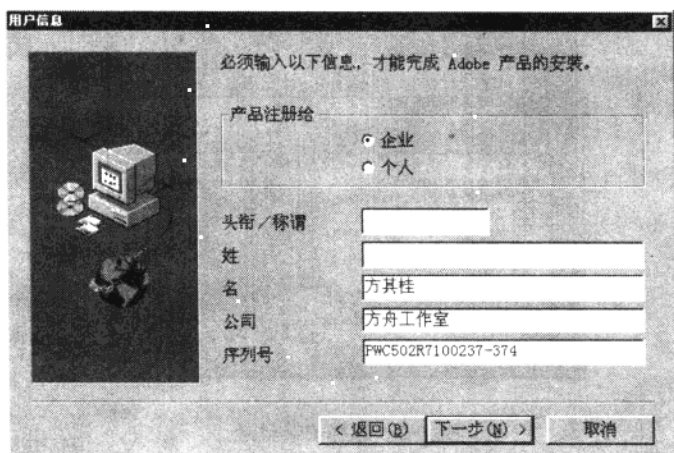 用户信息
必须输入以下信息，才能完成 Adobe 产品的安装。
产品注册给
企业
个人
头衔／称谓
姓
名 方其桂
公司 方舟工作室
序列号 PWC502R7100237-374
< 返回(B) 下一步(N) > 取消